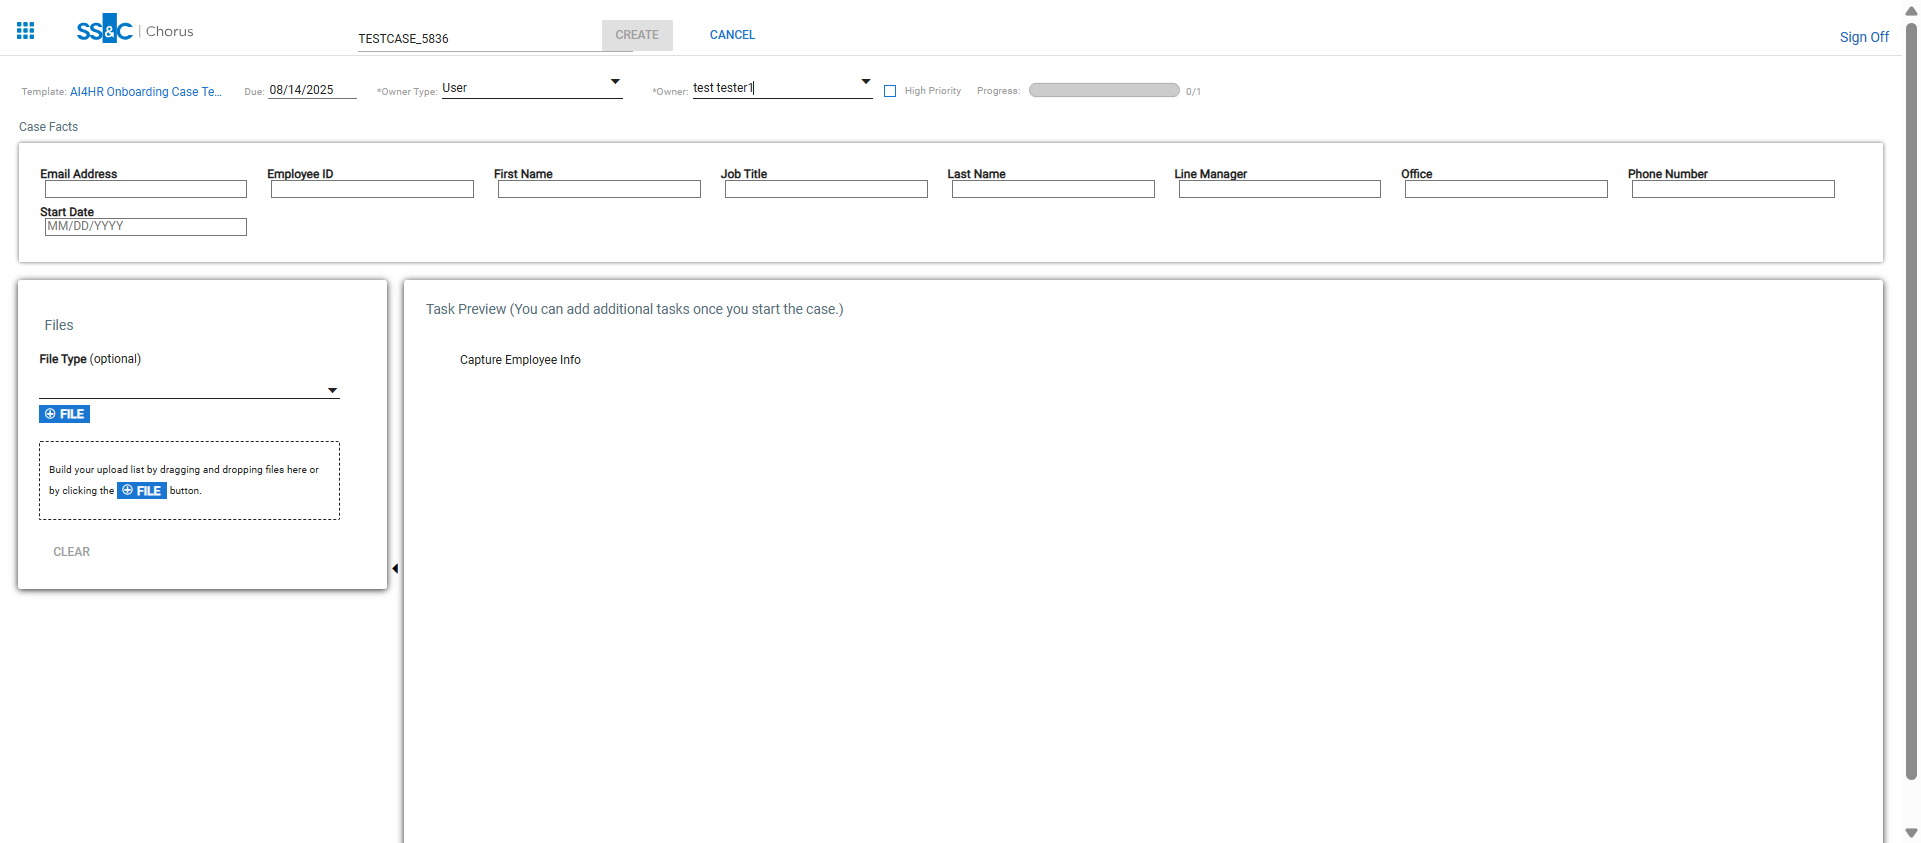 SS&C | Chorus
TESTCASE_5836
CREATE
CANCEL
Sign Off
Template: AI4HR Onboarding Case Te...
Due: 08/14/2025
*Owner Type: User
*Owner: test tester1
High Priority
Progress: 0/1
Case Facts
Email Address
Employee ID
First Name
Job Title
Last Name
Line Manager
Office
Phone Number
Start Date
MM/DD/YYYY
Files
File Type (optional)
FILE
Build your upload list by dragging and dropping files here or
by clicking the FILE button.
CLEAR
Task Preview (You can add additional tasks once you start the case.)
Capture Employee Info